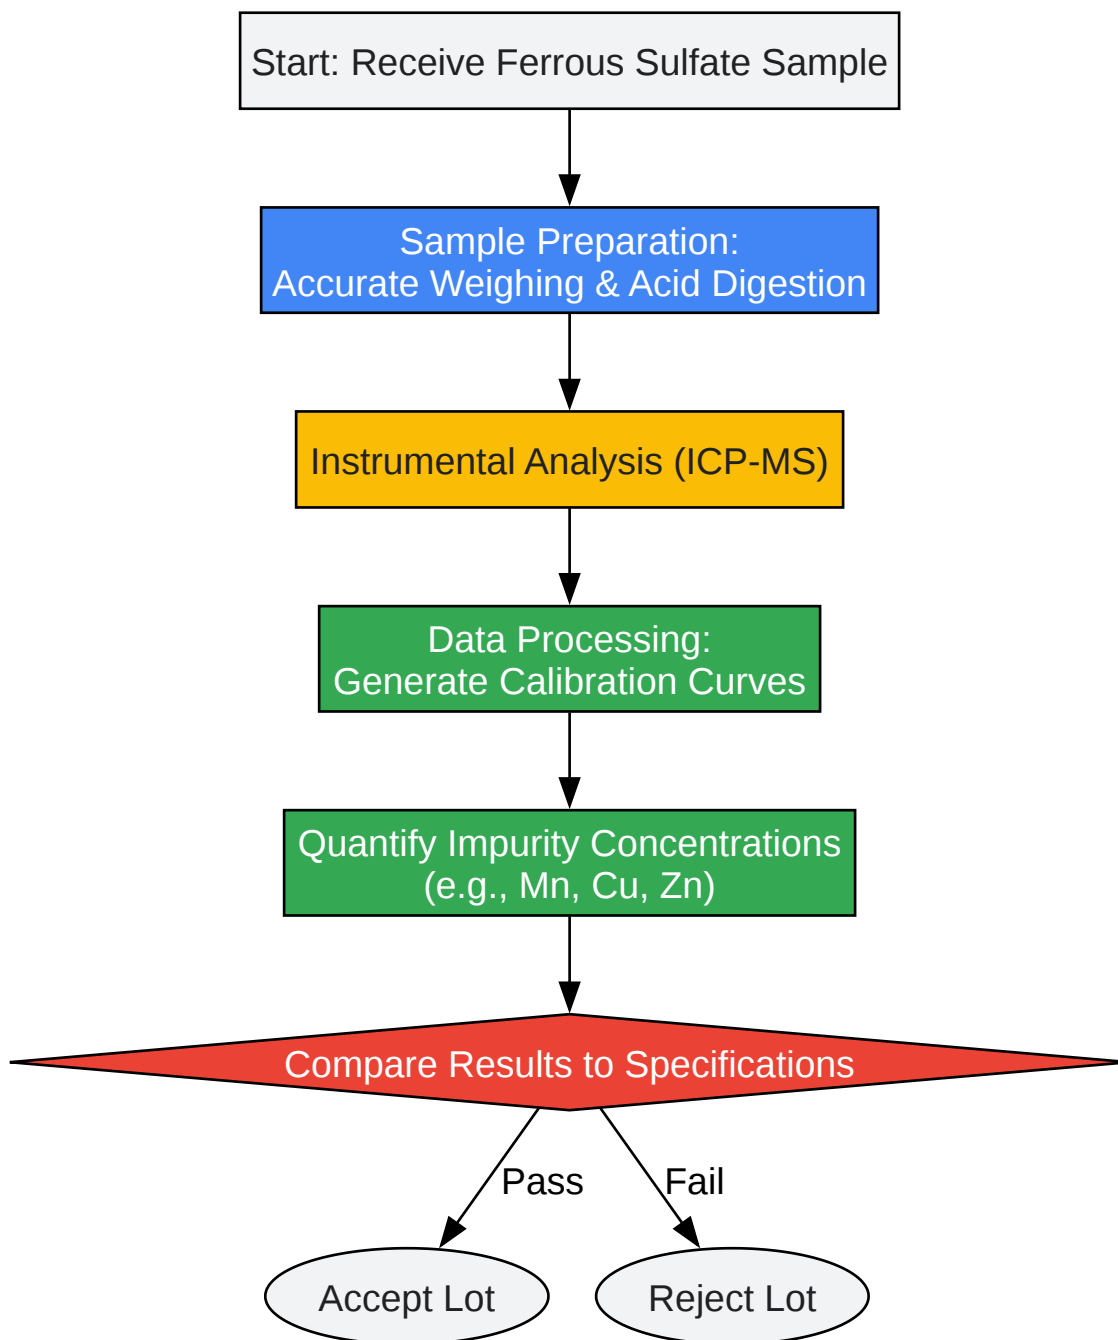 Start: Receive Ferrous Sulfate Sample
Sample Preparation:
Accurate Weighing & Acid Digestion
Instrumental Analysis (ICP-MS)
Data Processing:
Generate Calibration Curves
Quantify Impurity Concentrations
(e.g., Mn, Cu, Zn)
Compare Results to Specifications
Pass
Fail
Accept Lot
Reject Lot